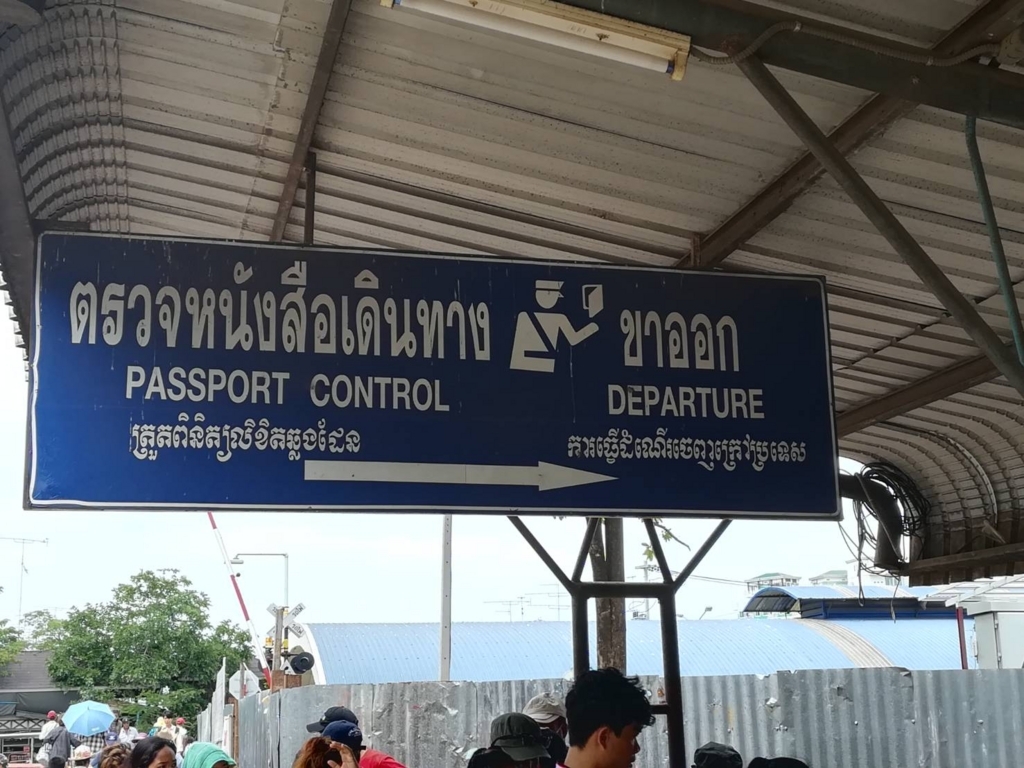 ตรวจหนังสือเดินทาง ขาออก
PASSPORT CONTROL DEPARTURE
ត្រួតពិនិត្យលិខិតឆ្លងដែន ការធ្វើដំណើរចេញក្រៅប្រទេស